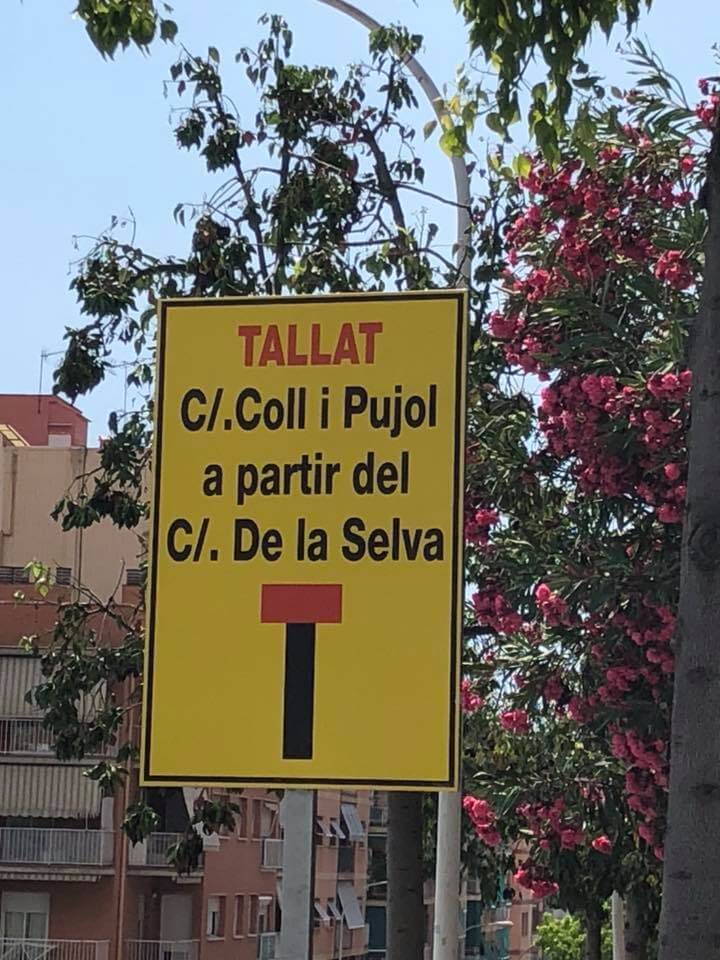 TALLAT
C/.Coll i Pujol
a partir del
C/. De la Selva